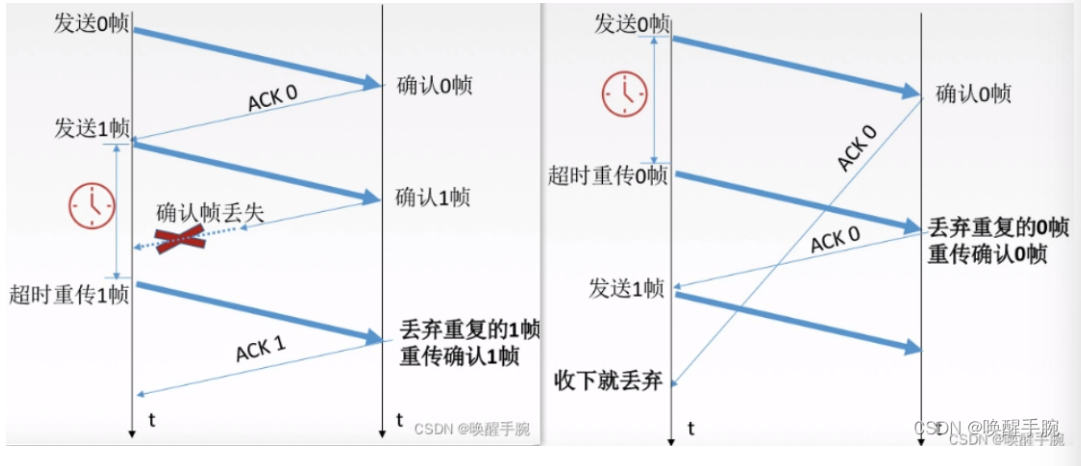 发送0帧
确认0帧
ACK 0
发送1帧
确认1帧
确认帧丢失
超时重传1帧
丢弃重复的1帧
重传确认1帧
ACK 1
t
t
CSDN @唤醒手腕
发送0帧
确认0帧
ACK 0
超时重传0帧
丢弃重复的0帧
重传确认0帧
ACK 0
发送1帧
收下就丢弃
t
t
CSDN @唤醒手腕
CSDN @唤醒手腕